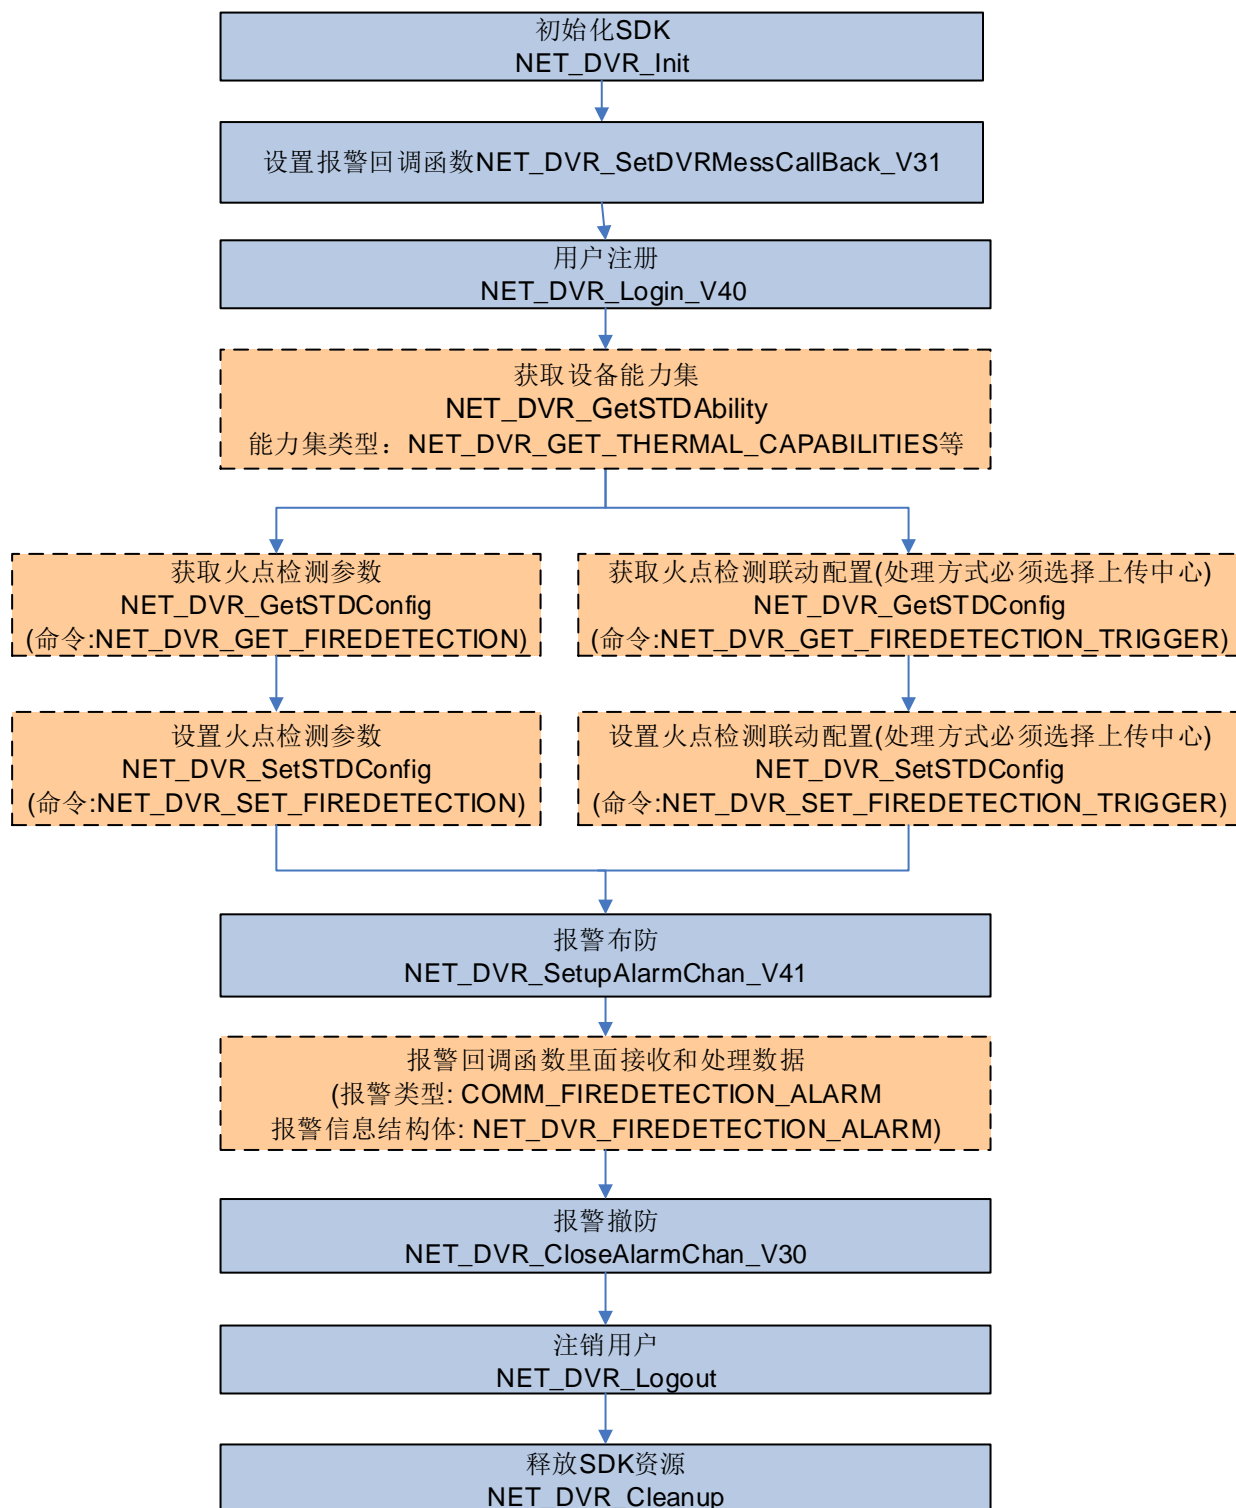 初始化SDK
NET_DVR_Init
设置报警回调函数NET_DVR_SetDVRMessCallBack_V31
用户注册
NET_DVR_Login_V40
获取设备能力集
NET_DVR_GetSTDAbility
能力集类型：NET_DVR_GET_THERMAL_CAPABILITIES等
获取火点检测参数
NET_DVR_GetSTDConfig
(命令:NET_DVR_GET_FIREDETECTION)
获取火点检测联动配置(处理方式必须选择上传中心)
NET_DVR_GetSTDConfig
(命令:NET_DVR_GET_FIREDETECTION_TRIGGER)
设置火点检测参数
NET_DVR_SetSTDConfig
(命令:NET_DVR_SET_FIREDETECTION)
设置火点检测联动配置(处理方式必须选择上传中心)
NET_DVR_SetSTDConfig
(命令:NET_DVR_SET_FIREDETECTION_TRIGGER)
报警布防
NET_DVR_SetupAlarmChan_V41
报警回调函数里面接收和处理数据
(报警类型: COMM_FIREDETECTION_ALARM
报警信息结构体: NET_DVR_FIREDETECTION_ALARM)
报警撤防
NET_DVR_CloseAlarmChan_V30
注销用户
NET_DVR_Logout
释放SDK资源
NET_DVR_Cleanup